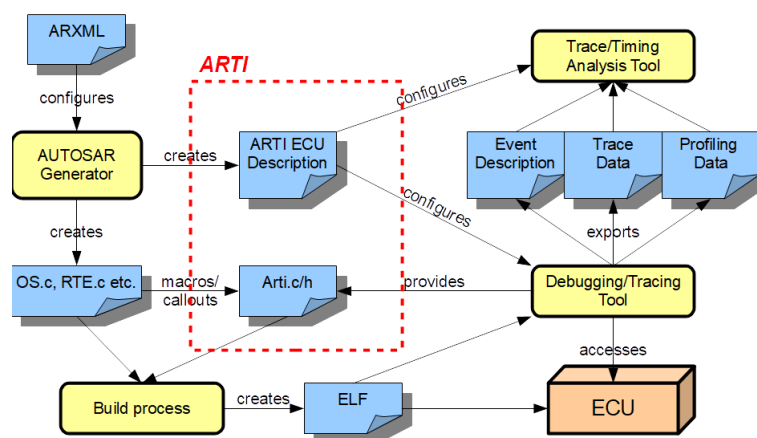 ARXML
ARTI
Trace/Timing
Analysis Tool
configures
configures
AUTOSAR
Generator
creates
ARTI ECU
Description
Event
Description
Trace
Data
Profiling
Data
configures
creates
exports
OS.c, RTE.c etc.
macros/
callouts
Arti.c/h
provides
Debugging/Tracing
Tool
accesses
Build process
creates
ELF
ECU